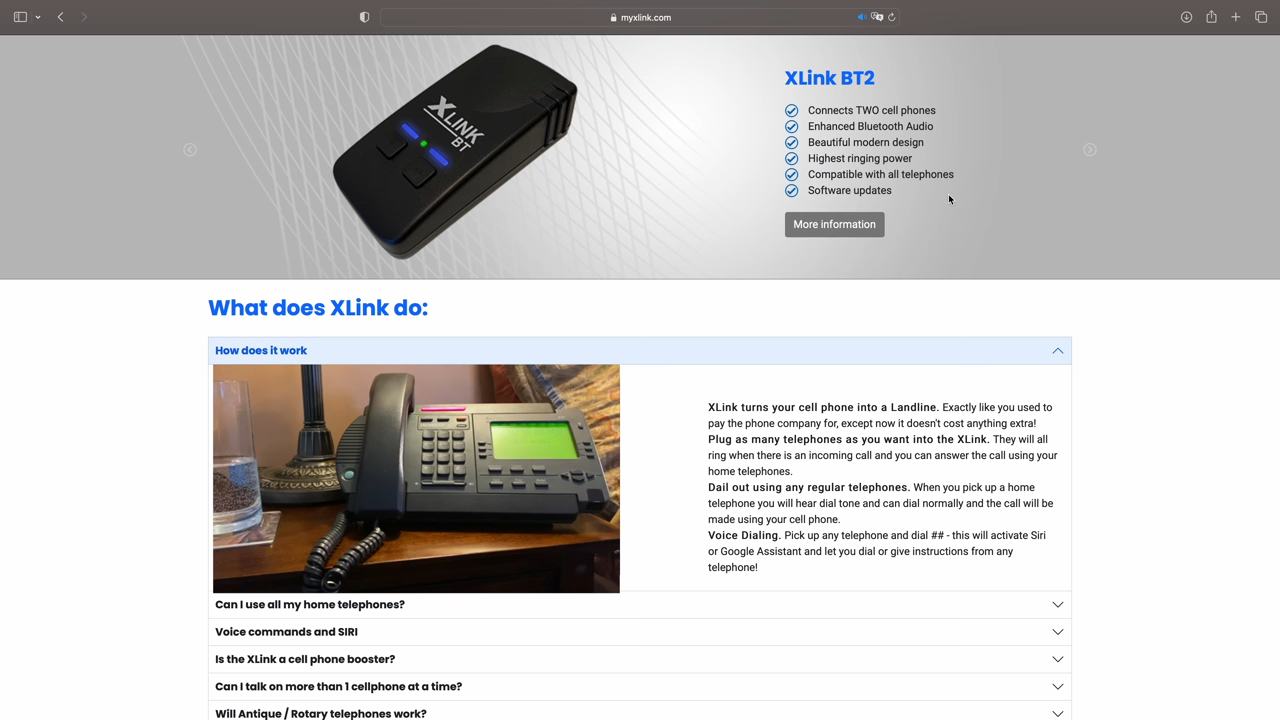 myxlink.com
XLINK
BT
XLink BT2
Connects TWO cell phones
Enhanced Bluetooth Audio
Beautiful modern design
Highest ringing power
Compatible with all telephones
Software updates
More information
What does XLink do:
How does it work
XLink turns your cell phone into a Landline. Exactly like you used to
pay the phone company for, except now it doesn't cost anything extra!
Plug as many telephones as you want into the XLink. They will all
ring when there is an incoming call and you can answer the call using your
home telephones.
Dail out using any regular telephones. When you pick up a home
telephone you will hear dial tone and can dial normally and the call will be
made using your cell phone.
Voice Dialing. Pick up any telephone and dial ## - this will activate Siri
or Google Assistant and let you dial or give instructions from any
telephone!
Can I use all my home telephones?
Voice commands and SIRI
Is the XLink a cell phone booster?
Can I talk on more than 1 cellphone at a time?
Will Antique / Rotary telephones work?